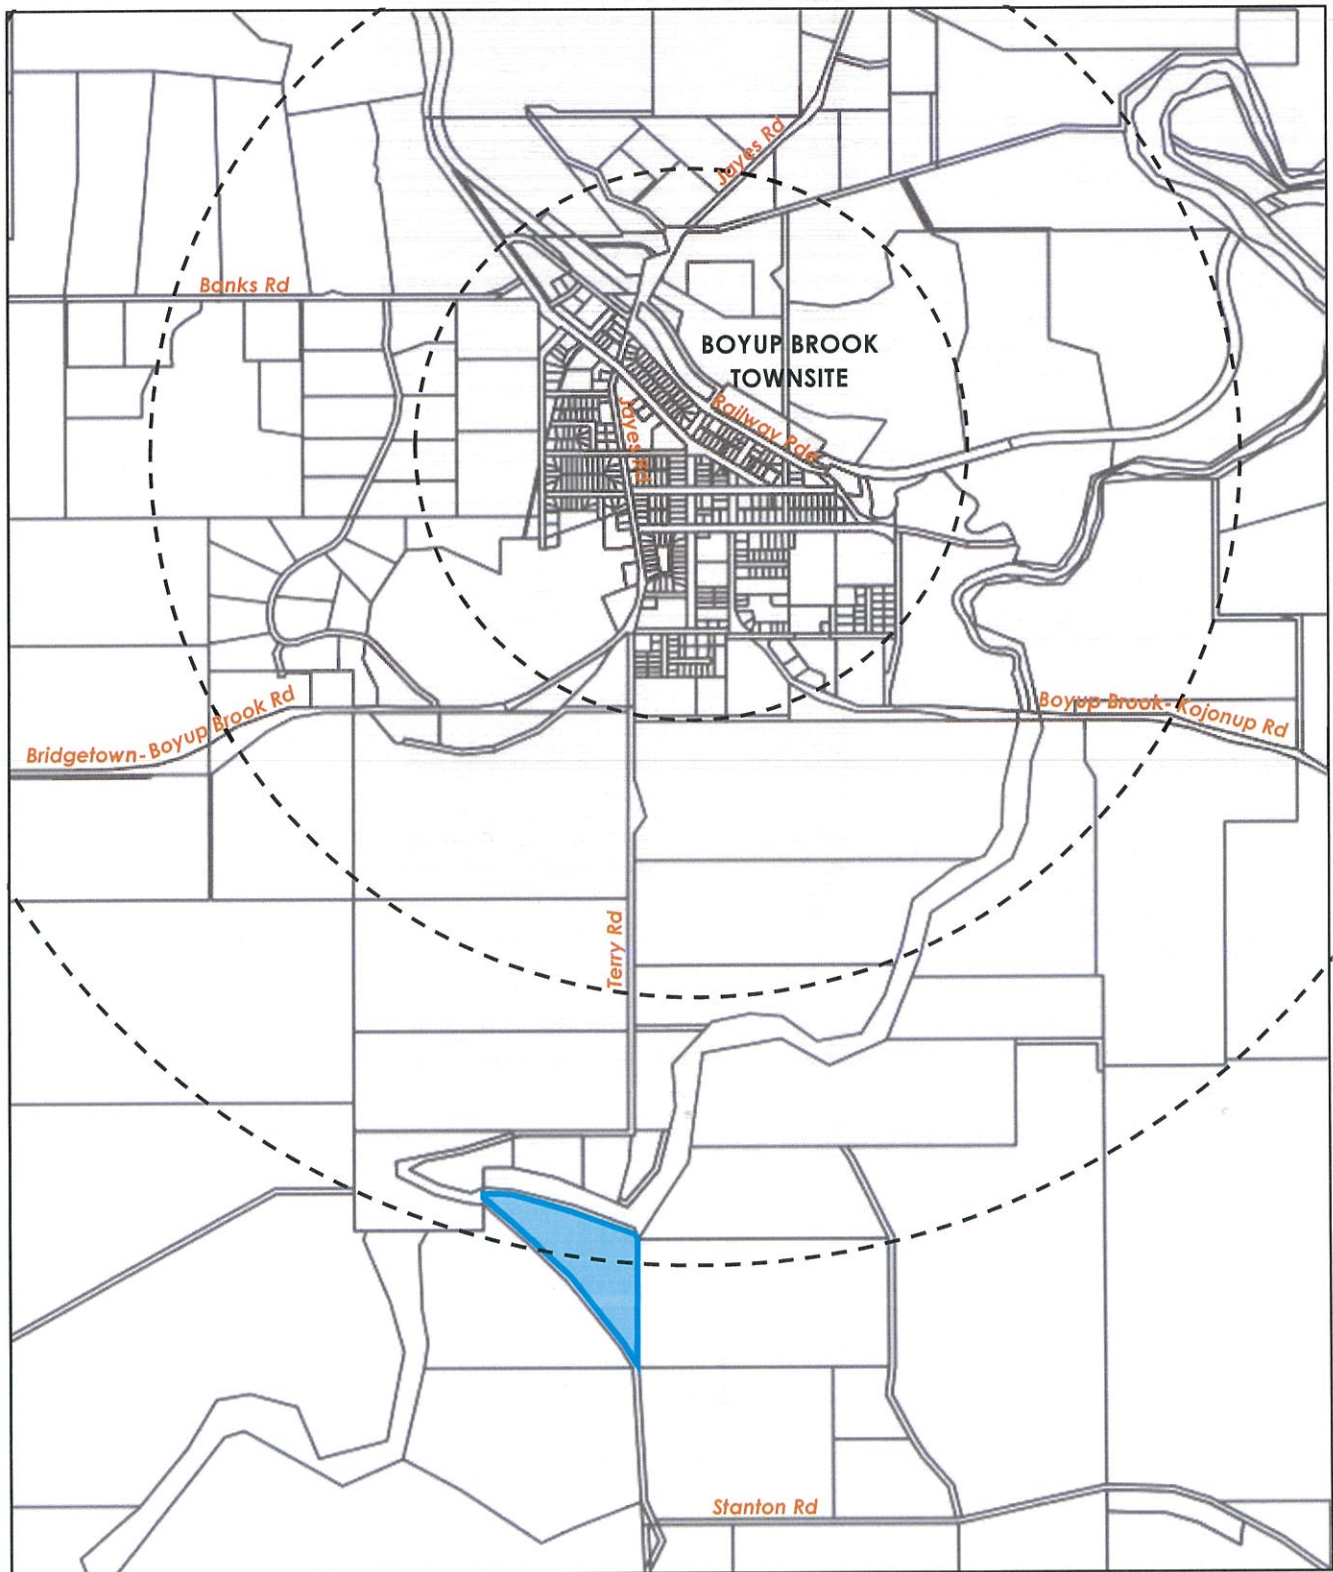 Jayes Rd
Banks Rd
BOYUP BROOK
TOWNSITE
Railway Pde
Jayes Rd
Bridgetown-Boyup Brook Rd
Boyup Brook-Kojonup Rd
Terry Rd
Stanton Rd